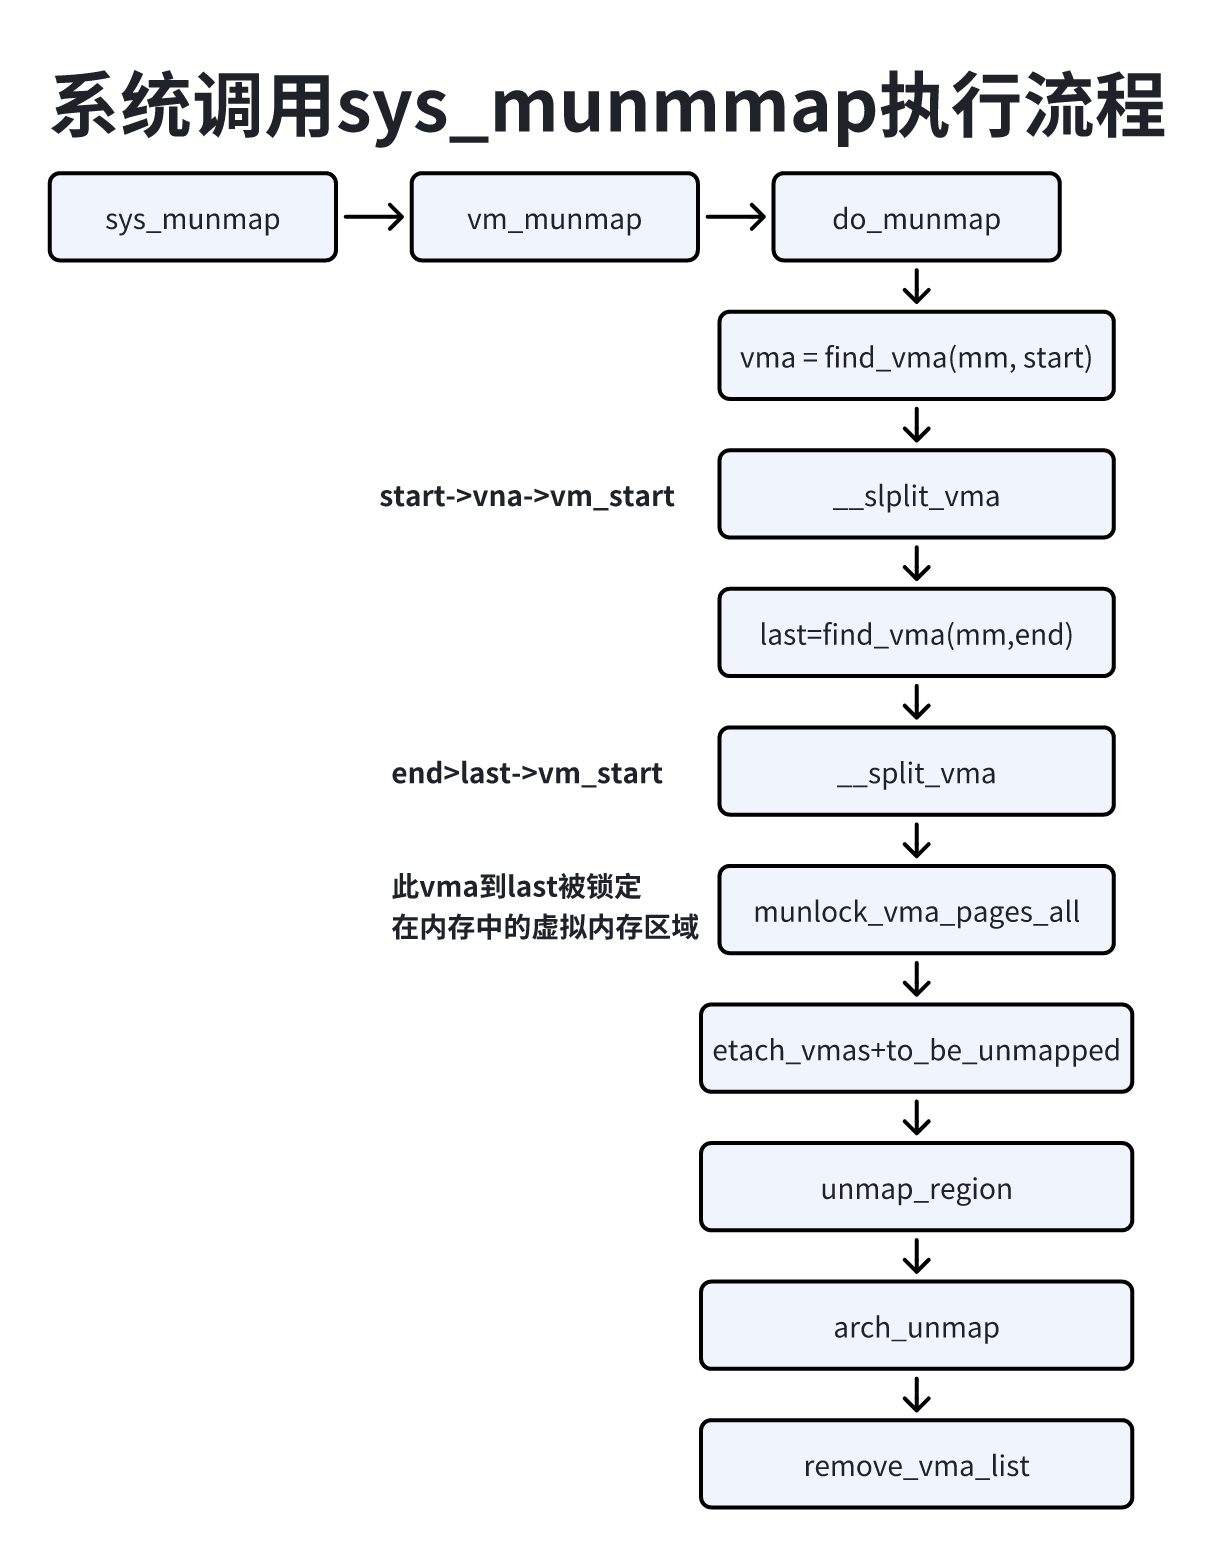 系统调用sys_munmmap执行流程
sys_munmap
vm_munmap
do_munmap
vma = find_vma(mm, start)
start->vna->vm_start
__slplit_vma
last=find_vma(mm,end)
end>last->vm_start
__split_vma
此vma到last被锁定
在内存中的虚拟内存区域
munlock_vma_pages_all
etach_vmas+to_be_unmapped
unmap_region
arch_unmap
remove_vma_list